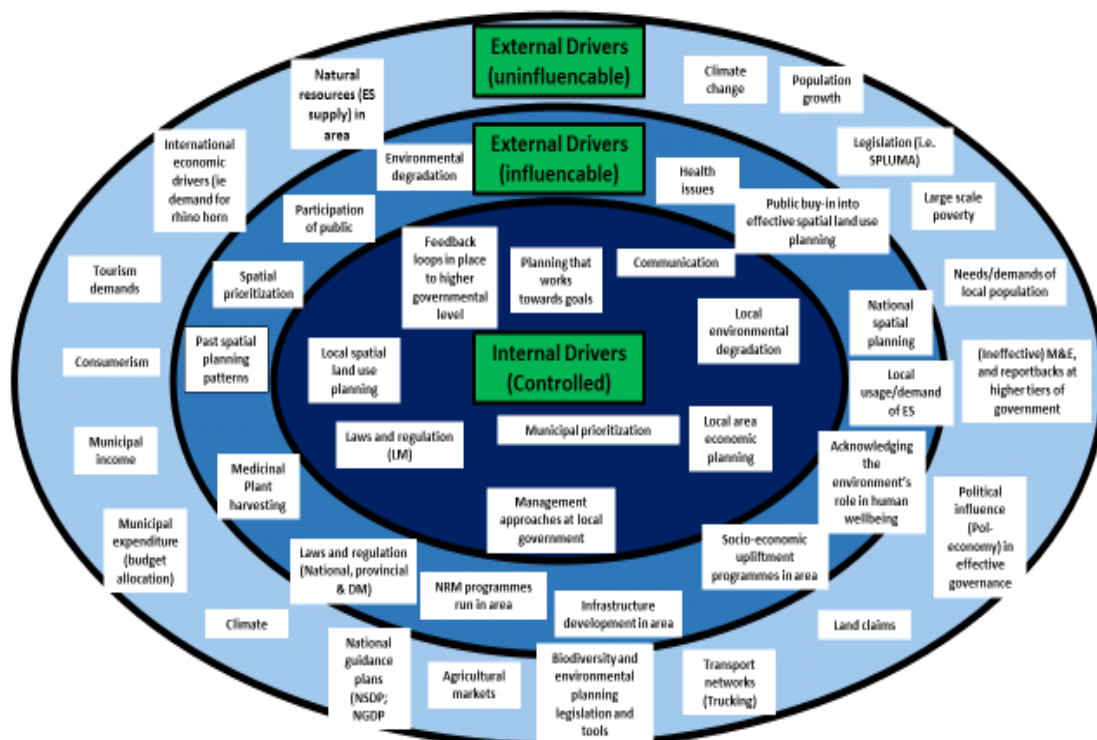 External Drivers
(uninfluencable)
Natural
resources (ES
supply) in
area
Climate
change
Population
growth
International
economic
drivers (ie
demand for
rhino horn
Environmental
degradation
External Drivers
(influencable)
Health
issues
Legislation (i.e.
SPLUMA)
Large scale
poverty
Participation
of public
Public buy-in into
effective spatial land use
planning
Feedback
loops in place
to higher
governmental
level
Planning that
works
towards goals
Communication
Tourism
demands
Spatial
prioritization
Needs/demands of
local population
National
spatial
planning
Local
environmental
degradation
Consumerism
Past spatial
planning
patterns
Local spatial
land use
planning
Internal Drivers
(Controlled)
Local
usage/demand
of ES
(Ineffective) M&E,
and reportbacks at
higher tiers of
government
Municipal
income
Laws and regulation
(LM)
Municipal prioritization
Local area
economic
planning
Acknowledging
the
environment's
role in human
wellbeing
Medicinal
Plant
harvesting
Management
approaches at local
government
Political
influence
(Pol-
economy) in
effective
governance
Municipal
expenditure
(budget
allocation)
Laws and regulation
(National, provincial
& DM)
NRM programmes
run in area
Socio-economic
upliftment
programmes in area
Infrastructure
development in area
Climate
Land claims
National
guidance
plans
(NSDP;
NGDP
Agricultural
markets
Biodiversity and
environmental
planning
legislation and
tools
Transport
networks
(Trucking)